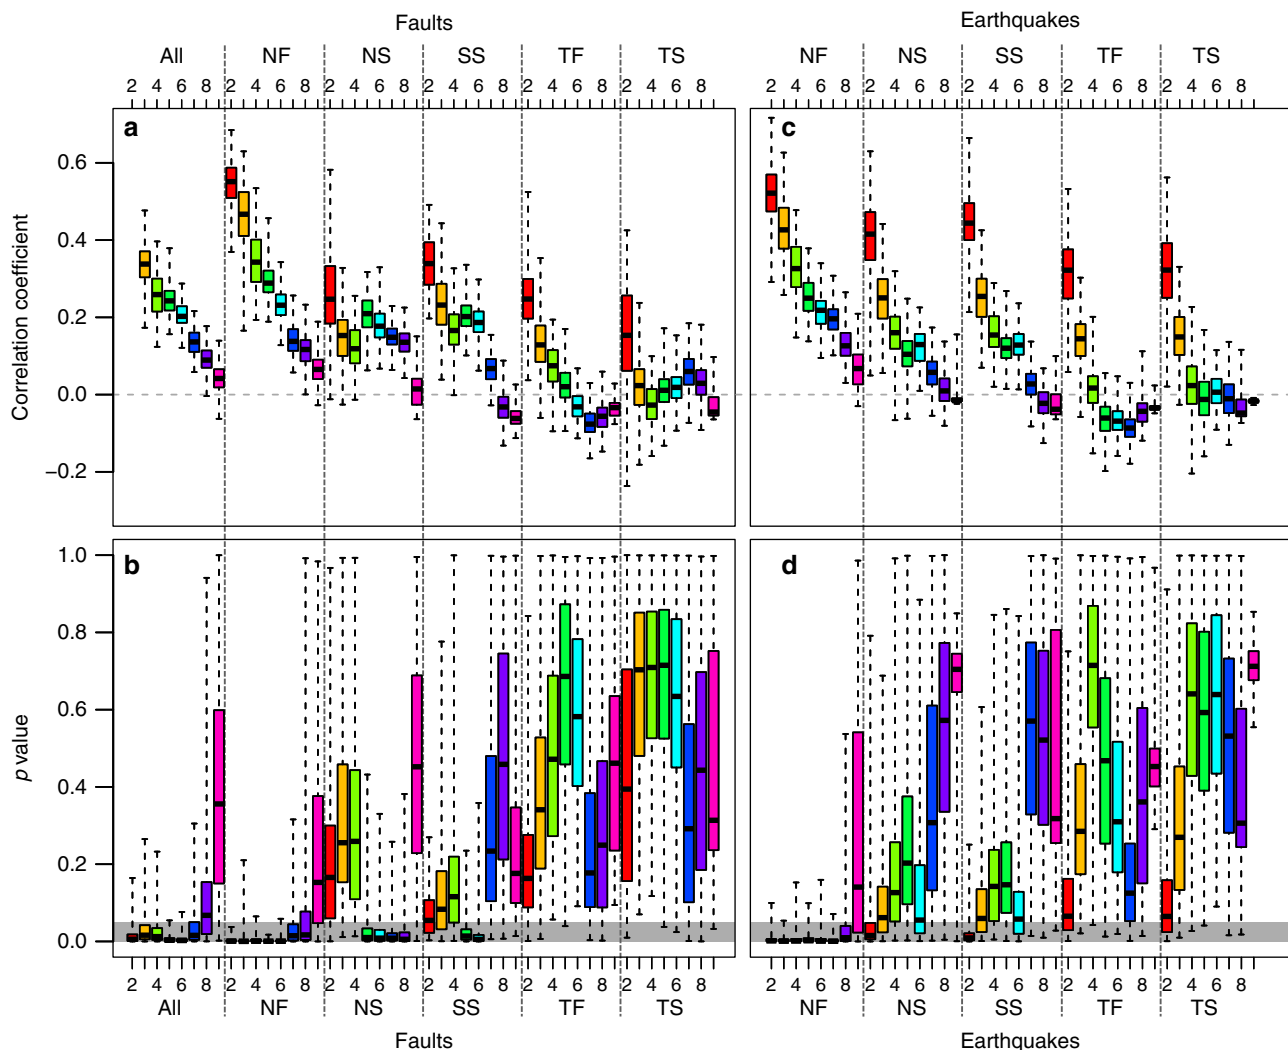 Faults Earthquakes
All NF NS SS TF TS NF NS SS TF TS
2 4 6 8 2 4 6 8 2 4 6 8 2 4 6 8 2 4 6 8 2 4 6 8 2 4 6 8 2 4 6 8 2 4 6 8 2 4 6 8 2 4 6 8
a c
0.6
0.4
0.2
0.0
−0.2
Correlation coefficient
b d
1.0
0.8
0.6
0.4
0.2
0.0
p value
2 4 6 8 2 4 6 8 2 4 6 8 2 4 6 8 2 4 6 8 2 4 6 8 2 4 6 8 2 4 6 8 2 4 6 8 2 4 6 8 2 4 6 8
All NF NS SS TF TS NF NS SS TF TS
Faults Earthquakes